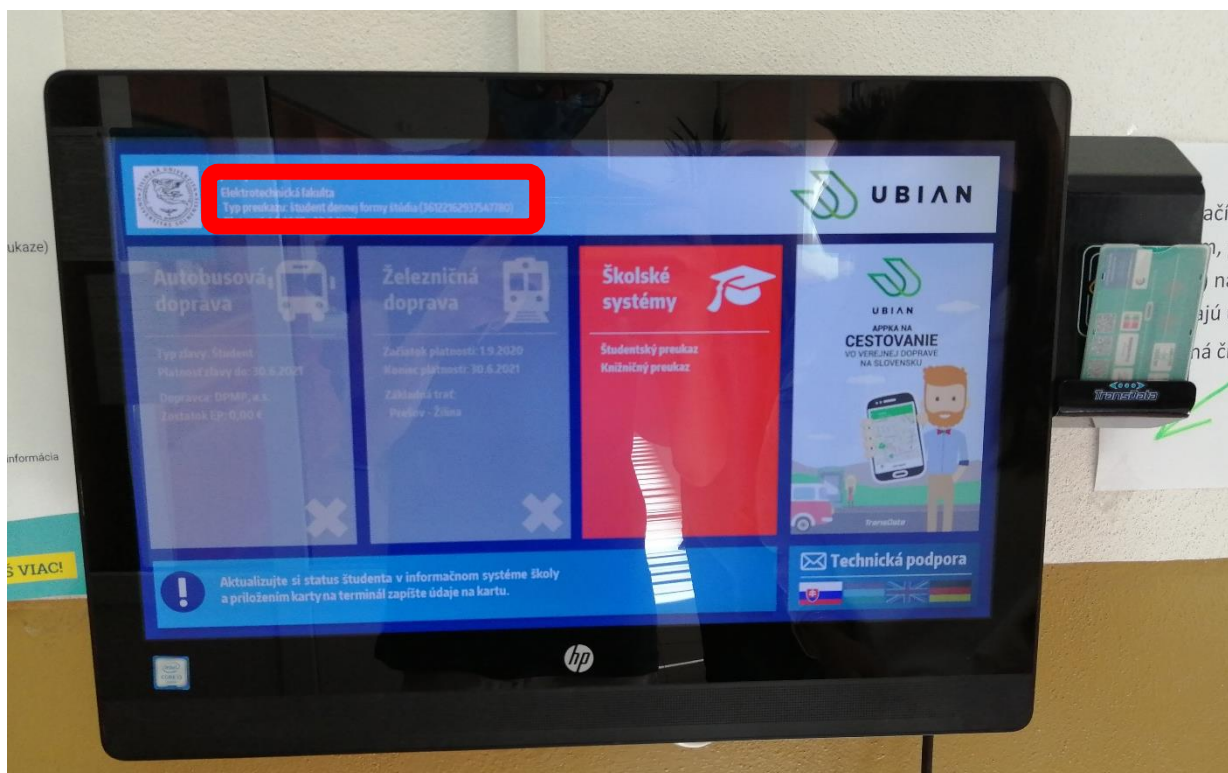 Elektrotechnická fakulta
Typ preukazu: študent dennej formy štúdia (36122162937547780)
UBIAN
Autobusová
doprava
Typ zľavy: Študent
Platnosť zľavy do: 30.6.2021
Dopravca: DPMP, a.s.
Zostatok EP: 0,00 €
Železničná
doprava
Začiatok platnosti: 1.9.2020
Koniec platnosti: 30.6.2021
Základná trať:
Prešov - Žilina
Školské
systémy
Študentský preukaz
Knižničný preukaz
UBIAN
APPKA NA
CESTOVANIE
VO VEREJNEJ DOPRAVE
NA SLOVENSKU
TransData
Aktualizujte si status študenta v informačnom systéme školy
a priložením karty na terminál zapíšte údaje na kartu.
Technická podpora
hp
TransData
ukaze)
informácia
Š VIAC!